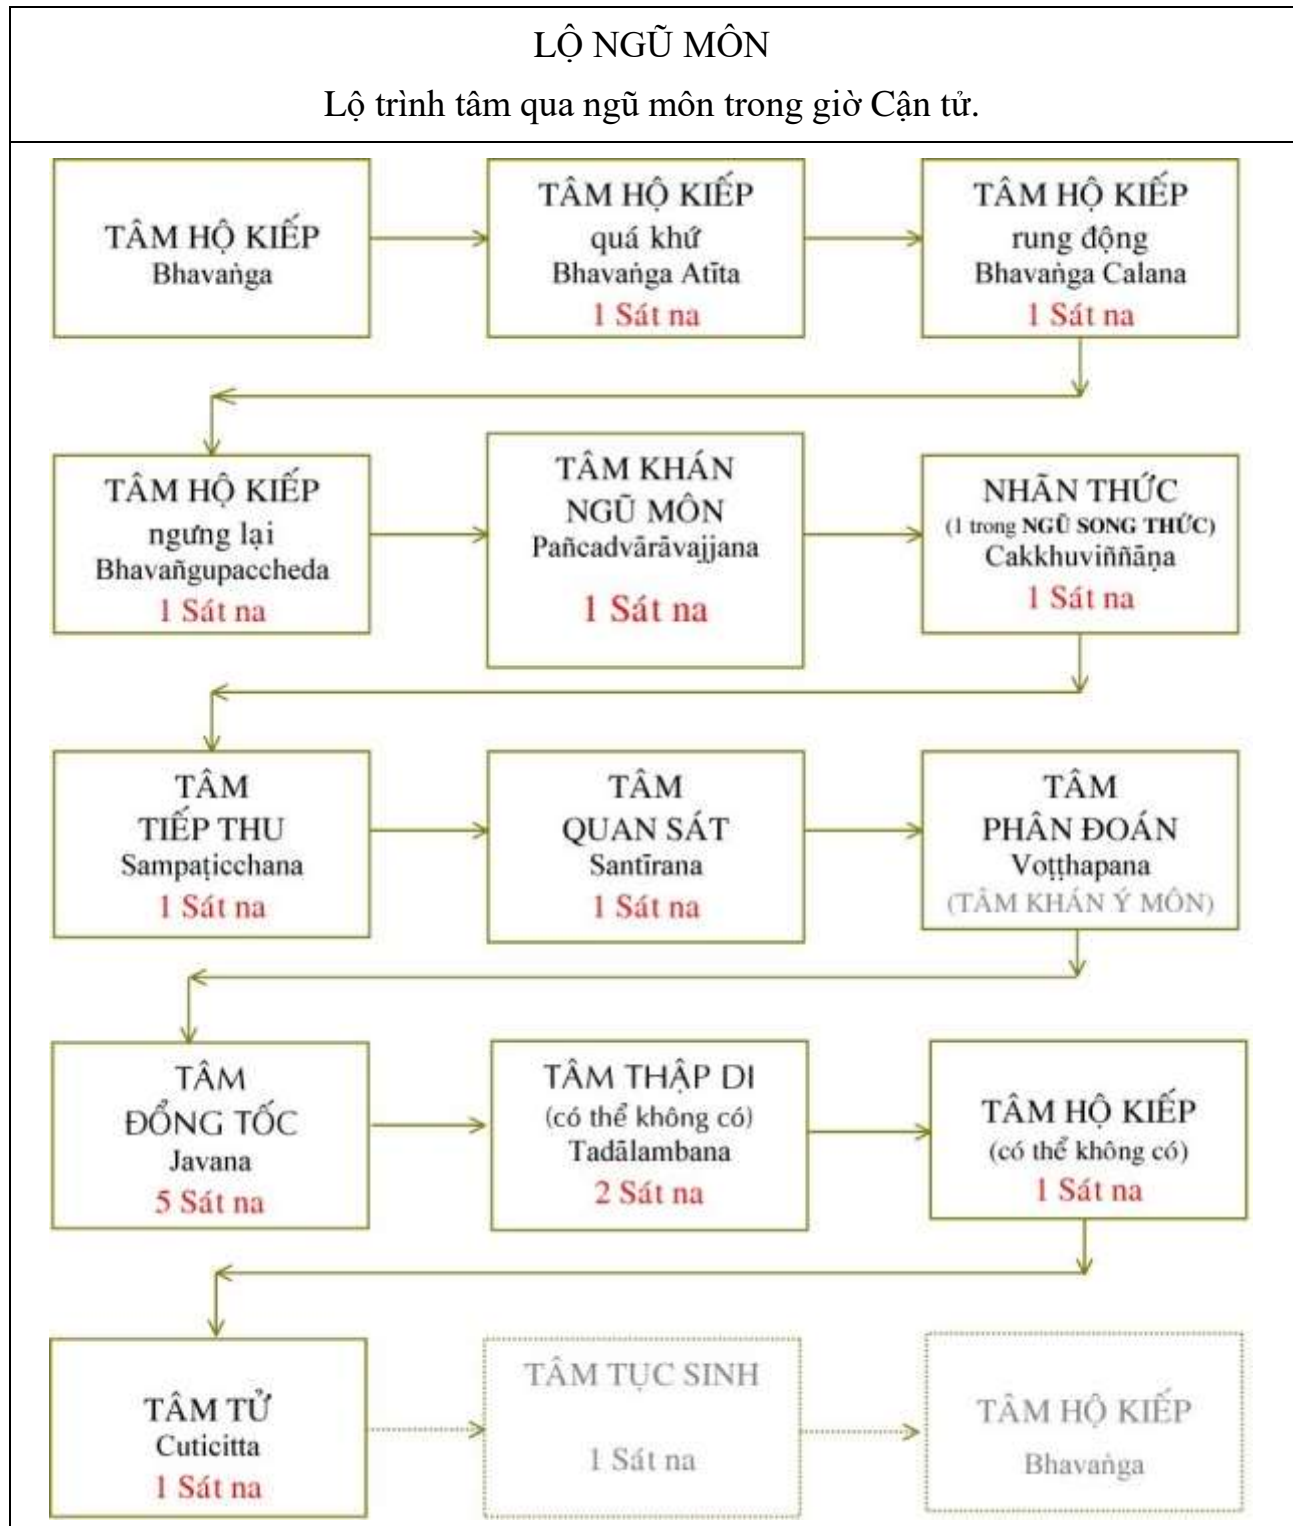 LỘ NGŨ MÔN
Lộ trình tâm qua ngũ môn trong giờ Cận tử.
TÂM HỘ KIẾP
Bhavaṅga
TÂM HỘ KIẾP
quá khứ
Bhavaṅga Atīta
1 Sát na
TÂM HỘ KIẾP
rung động
Bhavaṅga Calana
1 Sát na
TÂM HỘ KIẾP
ngưng lại
Bhavañgupaccheda
1 Sát na
TÂM KHÁN
NGŨ MÔN
Pañcadvārāvajjana
1 Sát na
NHÃN THỨC
(1 trong NGŨ SONG THỨC)
Cakkhuviññāṇa
1 Sát na
TÂM
TIẾP THU
Sampaṭicchana
1 Sát na
TÂM
QUAN SÁT
Santīrana
1 Sát na
TÂM
PHÂN ĐOÁN
Voṭṭhapana
(TÂM KHÁN Ý MÔN)
TÂM
ĐỔNG TỐC
Javana
5 Sát na
TÂM THẬP DI
(có thể không có)
Tadālambana
2 Sát na
TÂM HỘ KIẾP
(có thể không có)
1 Sát na
TÂM TỬ
Cuticitta
1 Sát na
TÂM TỤC SINH
1 Sát na
TÂM HỘ KIẾP
Bhavaṅga